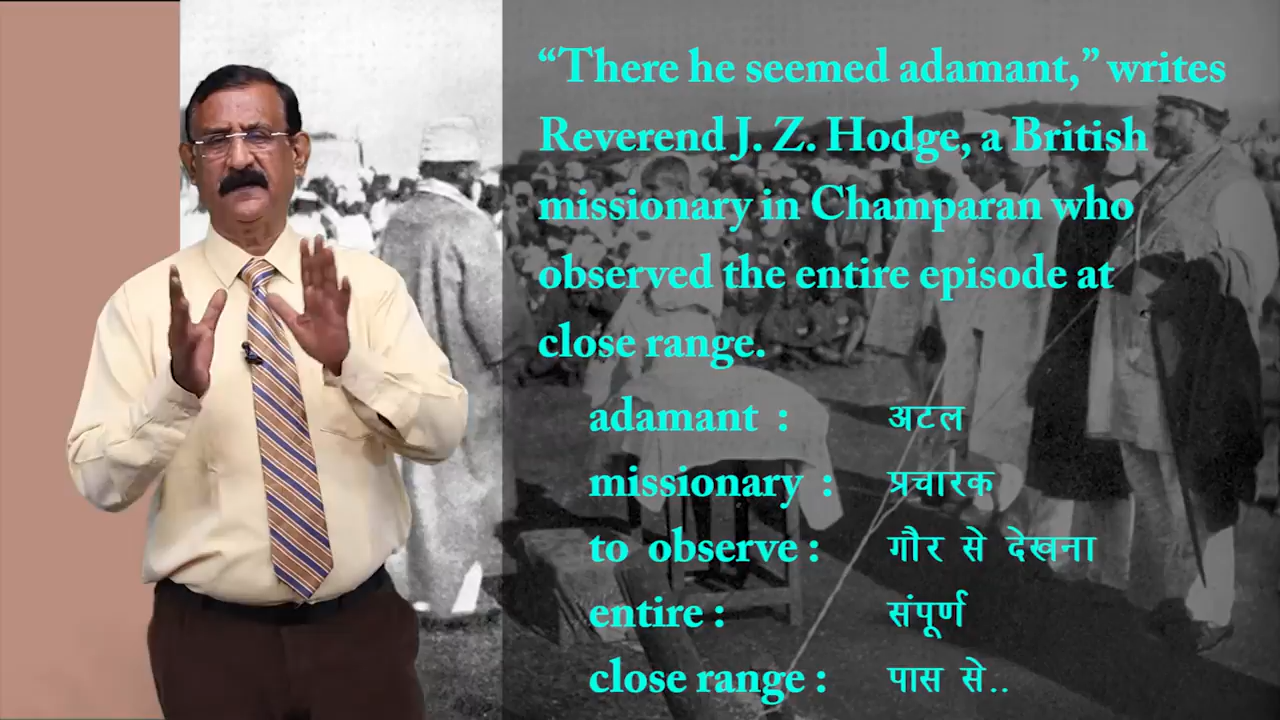 “There he seemed adamant,” writes
Reverend J. Z. Hodge, a British
missionary in Champaran who
observed the entire episode at
close range.
adamant : अटल
missionary : प्रचारक
to observe : गौर से देखना
entire : संपूर्ण
close range : पास से..